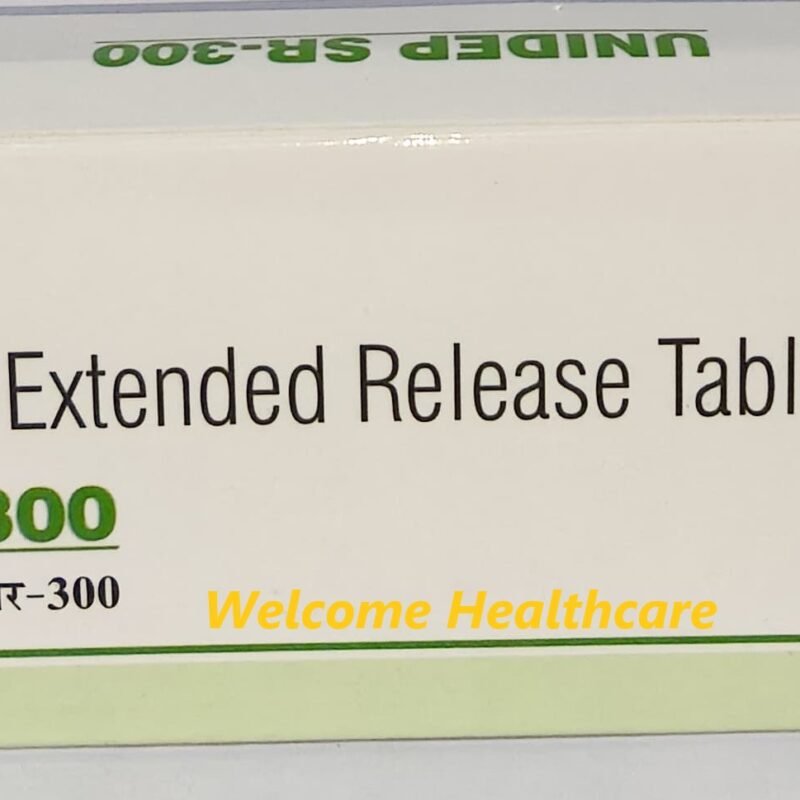 UNIDEP SR-300
Extended Release Tabl
300
र-300
Welcome Healthcare